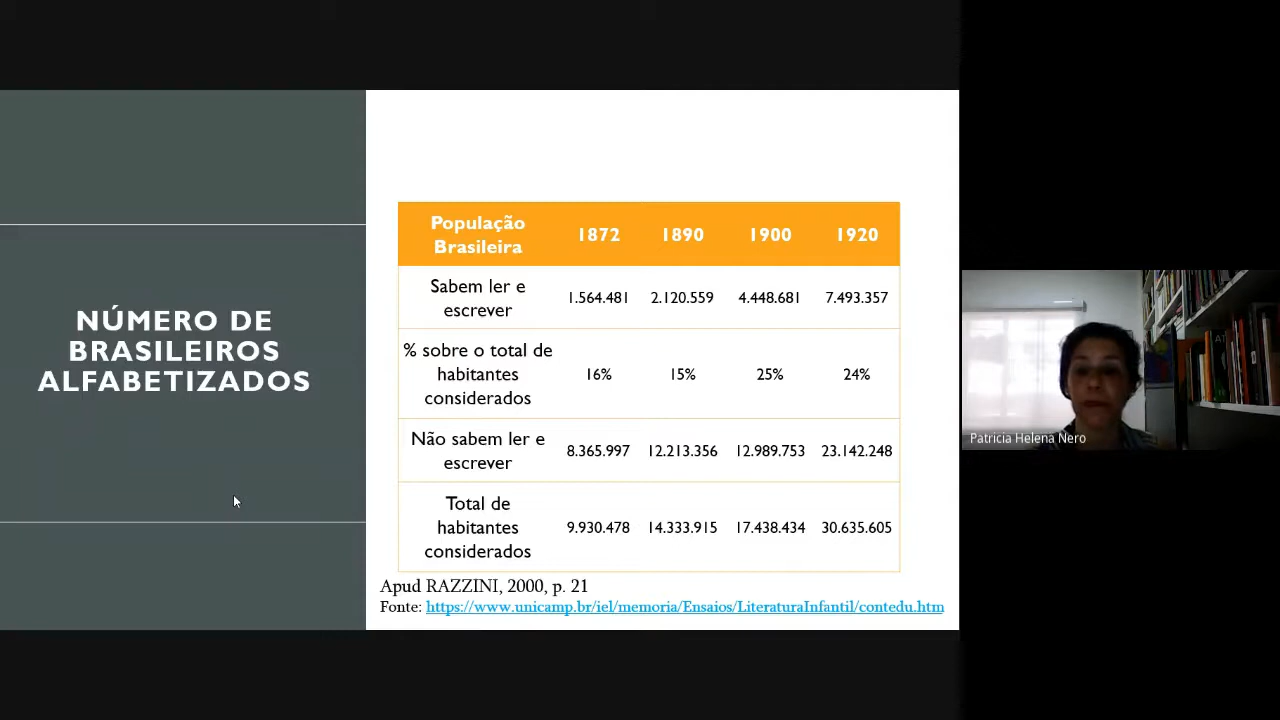 NÚMERO DE
BRASILEIROS
ALFABETIZADOS
População
Brasileira
1872 1890 1900 1920
Sabem ler e
escrever
1.564.481 2.120.559 4.448.681 7.493.357
% sobre o total de
habitantes
considerados
16% 15% 25% 24%
Não sabem ler e
escrever
8.365.997 12.213.356 12.989.753 23.142.248
Total de
habitantes
considerados
9.930.478 14.333.915 17.438.434 30.635.605
Apud RAZZINI, 2000, p. 21
Fonte: https://www.unicamp.br/iel/memoria/Ensaios/LiteraturaInfantil/contedu.htm
Patricia Helena Nero